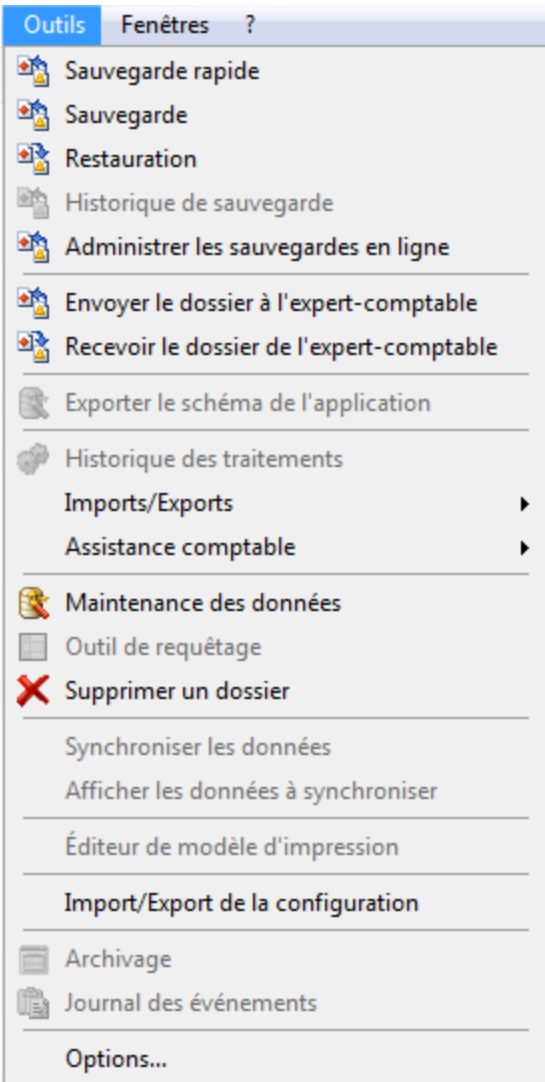 Outils Fenêtres ?
Sauvegarde rapide
Sauvegarde
Restauration
Historique de sauvegarde
Administrer les sauvegardes en ligne
Envoyer le dossier à l'expert-comptable
Recevoir le dossier de l'expert-comptable
Exporter le schéma de l'application
Historique des traitements
Imports/Exports
Assistance comptable
Maintenance des données
Outil de requêtage
Supprimer un dossier
Synchroniser les données
Afficher les données à synchroniser
Éditeur de modèle d'impression
Import/Export de la configuration
Archivage
Journal des événements
Options...